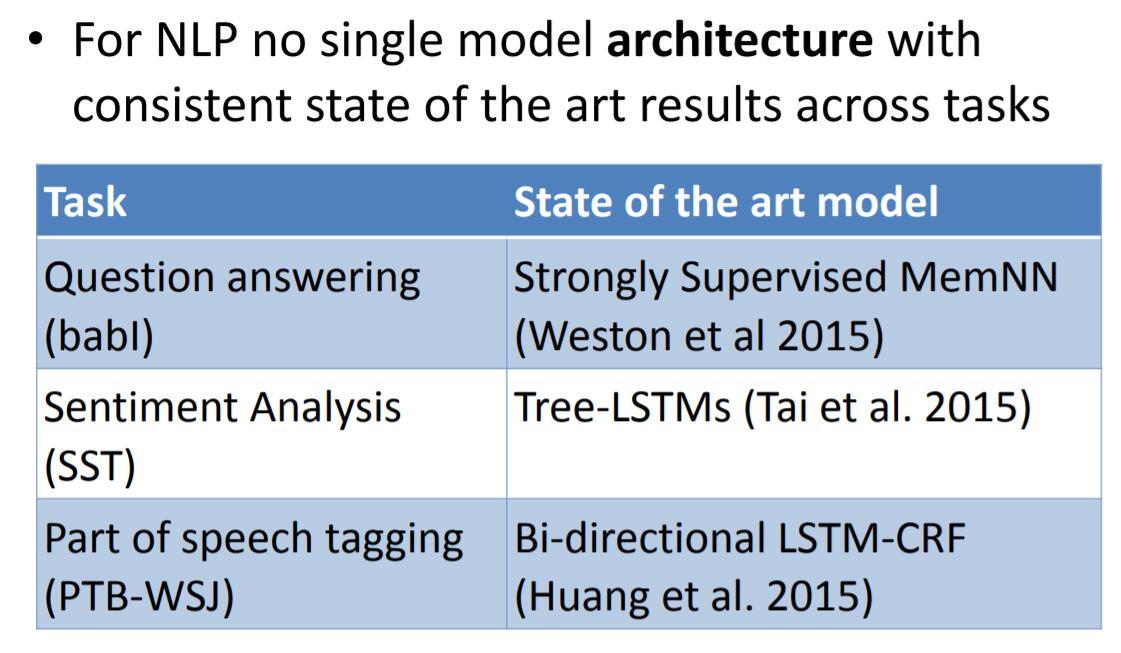 • For NLP no single model architecture with
consistent state of the art results across tasks
Task
State of the art model
Question answering
(babI)
Strongly Supervised MemNN
(Weston et al 2015)
Sentiment Analysis
(SST)
Tree-LSTMs (Tai et al. 2015)
Part of speech tagging
(PTB-WSJ)
Bi-directional LSTM-CRF
(Huang et al. 2015)